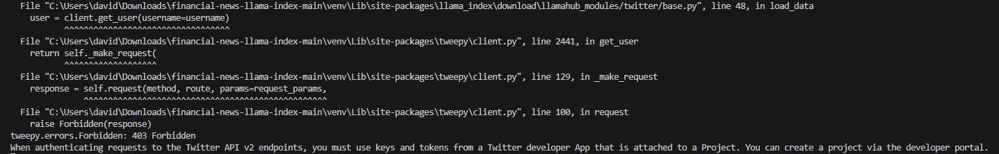 File "C:\Users\david\Downloads\financial-news-llama-index-main\venv\Lib\site-packages\llama_index\download\llamahub_modules/twitter/base.py", line 48, in load_data
user = client.get_user(username=username)
^^^^^^^^^^^^^^^^^^^^^^^^^^^^^^^^^^
File "C:\Users\david\Downloads\financial-news-llama-index-main\venv\Lib\site-packages\tweepy\client.py", line 2441, in get_user
return self._make_request(
^^^^^^^^^^^^^^^^^^^
File "C:\Users\david\Downloads\financial-news-llama-index-main\venv\Lib\site-packages\tweepy\client.py", line 129, in _make_request
response = self.request(method, route, params=request_params,
^^^^^^^^^^^^^^^^^^^^^^^^^^^^^^^^^^^^^^^^^^^^^^^^^^
File "C:\Users\david\Downloads\financial-news-llama-index-main\venv\Lib\site-packages\tweepy\client.py", line 100, in request
raise Forbidden(response)
tweepy.errors.Forbidden: 403 Forbidden
When authenticating requests to the Twitter API v2 endpoints, you must use keys and tokens from a Twitter developer App that is attached to a Project. You can create a project via the developer portal.